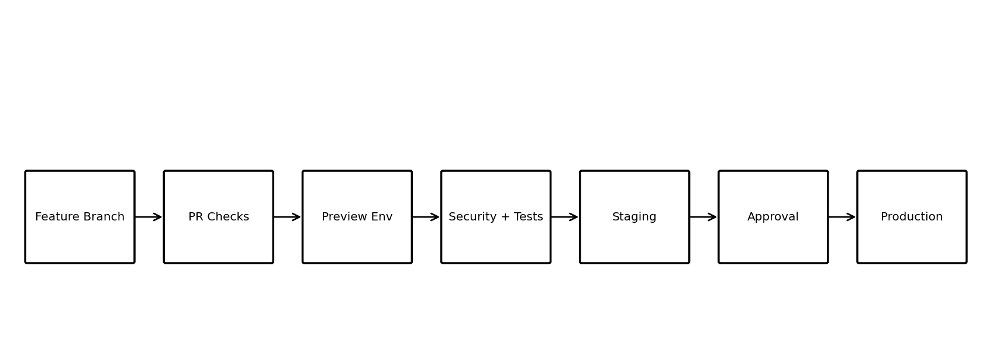 Feature Branch
PR Checks
Preview Env
Security + Tests
Staging
Approval
Production